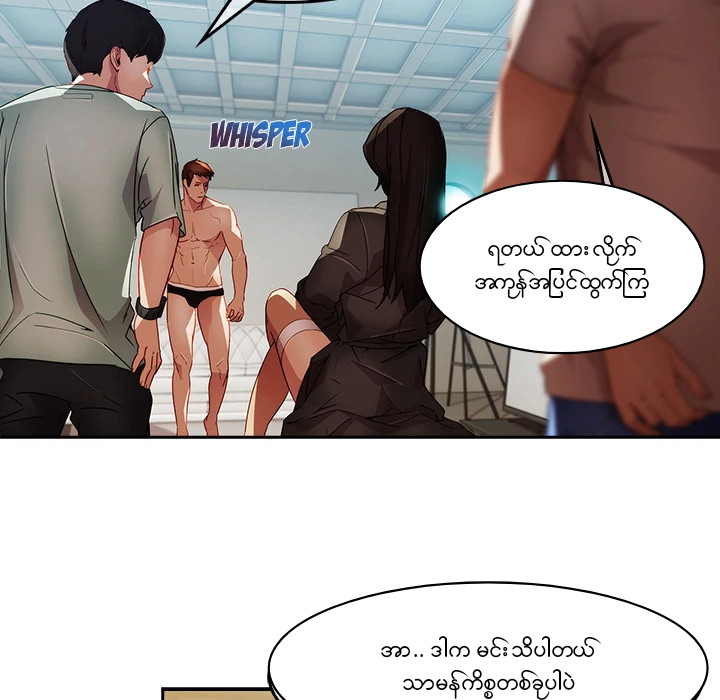 WHISPER
ရတယ် ထားလိုက်
အကုန်အပြင်ထွက်ကြ
အာ.. ဒါက မင်းသိပါတယ်
သာမန်ကိစ္စတစ်ခုပါပဲ